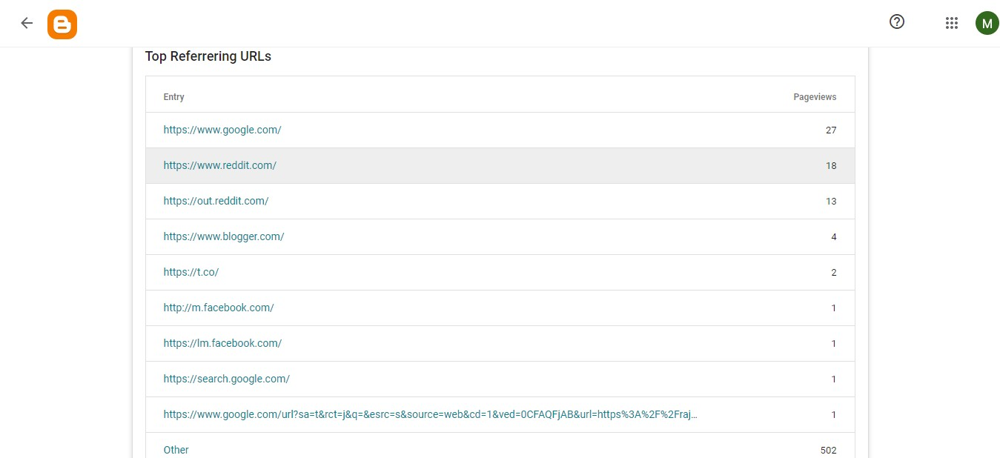 M
Top Referrering URLs
Entry Pageviews
https://www.google.com/ 27
https://www.reddit.com/ 18
https://out.reddit.com/ 13
https://www.blogger.com/ 4
https://t.co/ 2
http://m.facebook.com/ 1
https://lm.facebook.com/ 1
https://search.google.com/ 1
https://www.google.com/url?sa=t&rct=j&q=&esrc=s&source=web&cd=1&ved=0CFAQFjAB&url=https%3A%2F%2Fraj... 1
Other 502